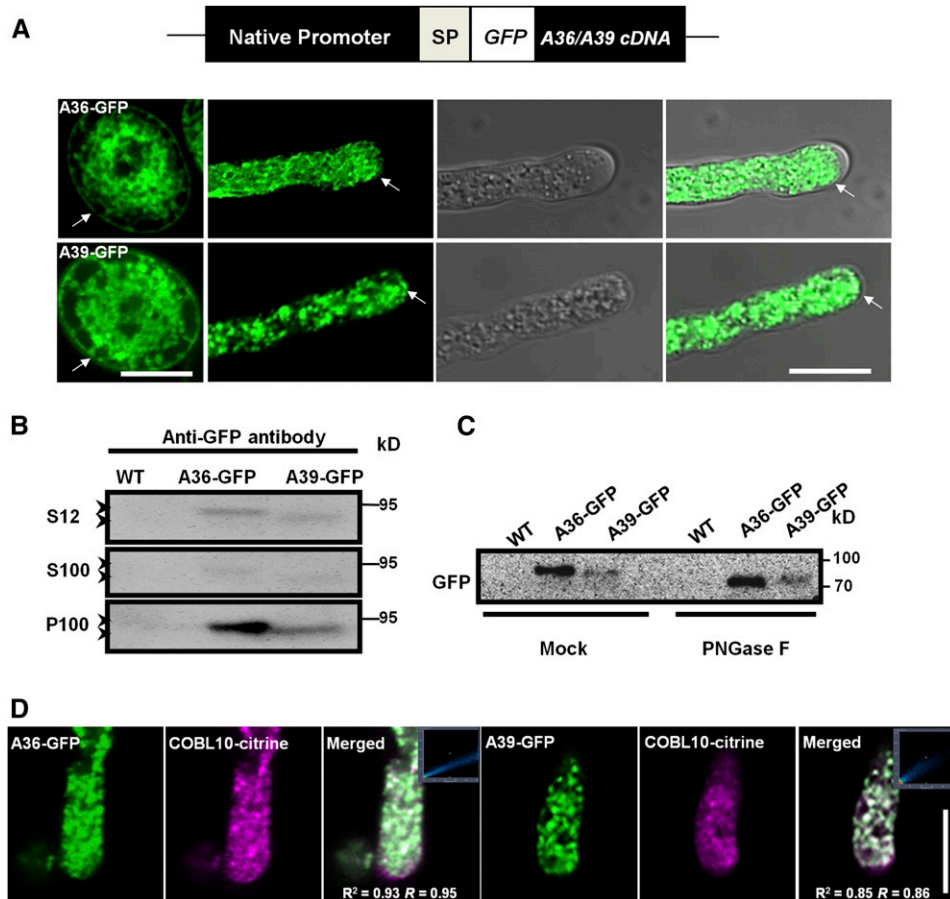 A
Native Promoter SP GFP A36/A39 cDNA
A36-GFP
A39-GFP
B
Anti-GFP antibody kD
WT A36-GFP A39-GFP
S12 95
S100 95
P100 95
C
WT A36-GFP A39-GFP WT A36-GFP A39-GFP kD
GFP 100
70
Mock PNGase F
D
A36-GFP COBL10-citrine Merged A39-GFP COBL10-citrine Merged
R² = 0.93 R = 0.95 R² = 0.85 R = 0.86